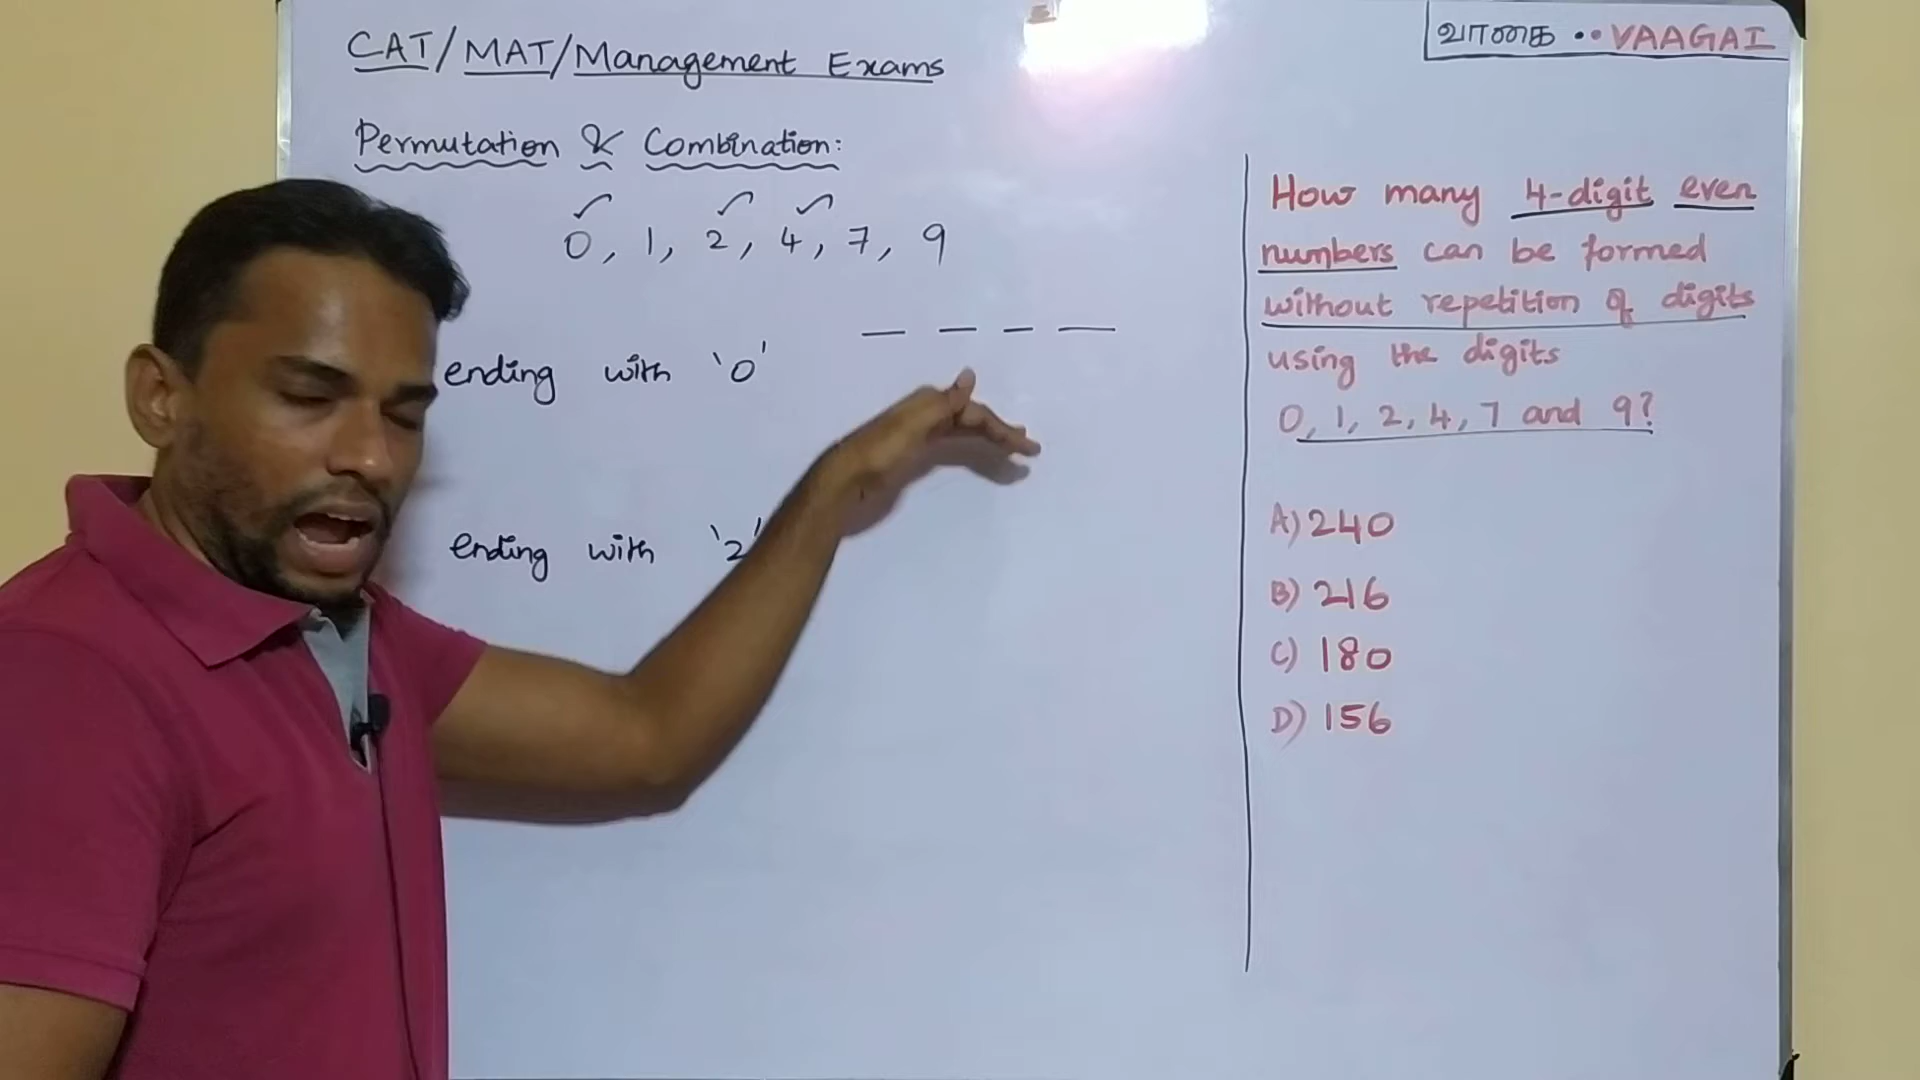 CAT/MAT/Management Exams
வாகை ..VAAGAI
Permutation & Combination:
0, 1, 2, 4, 7, 9
ending with '0'
ending with '2'
How many 4-digit even
numbers can be formed
without repetition of digits
using the digits
0, 1, 2, 4, 7 and 9?
A) 240
B) 216
C) 180
D) 156